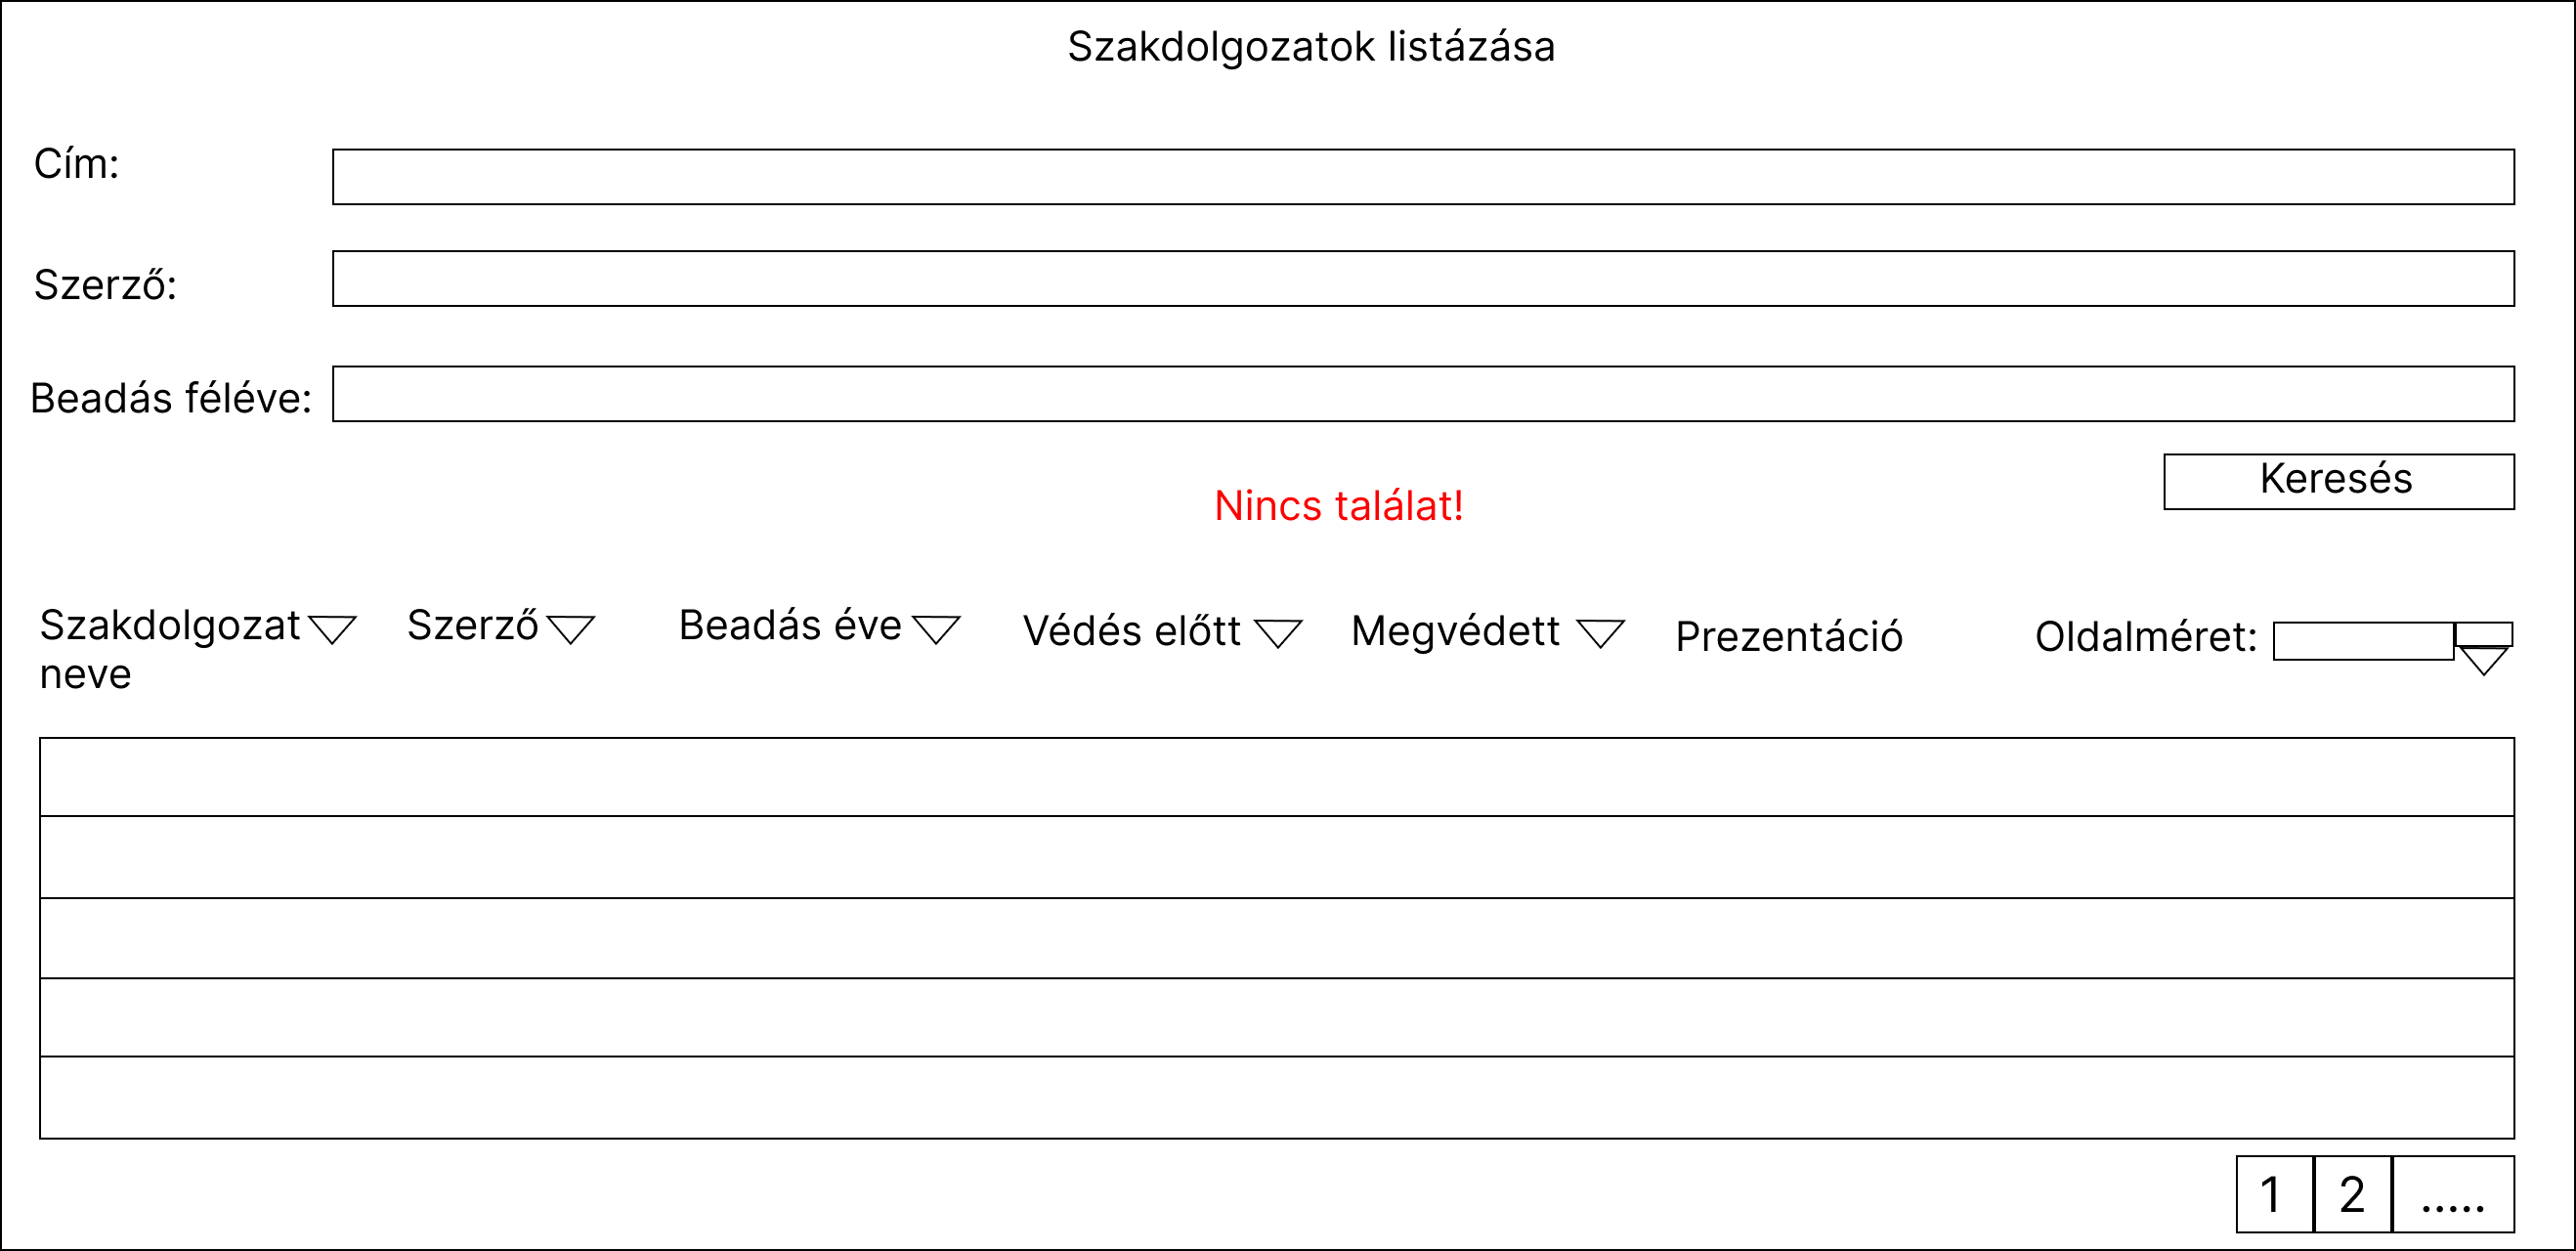 Szakdolgozatok listázása
Cím:
Szerző:
Beadás féléve:
Keresés
Nincs találat!
Szakdolgozat neve
Szerző
Beadás éve
Védés előtt
Megvédett
Prezentáció
Oldalméret:
1
2
.....